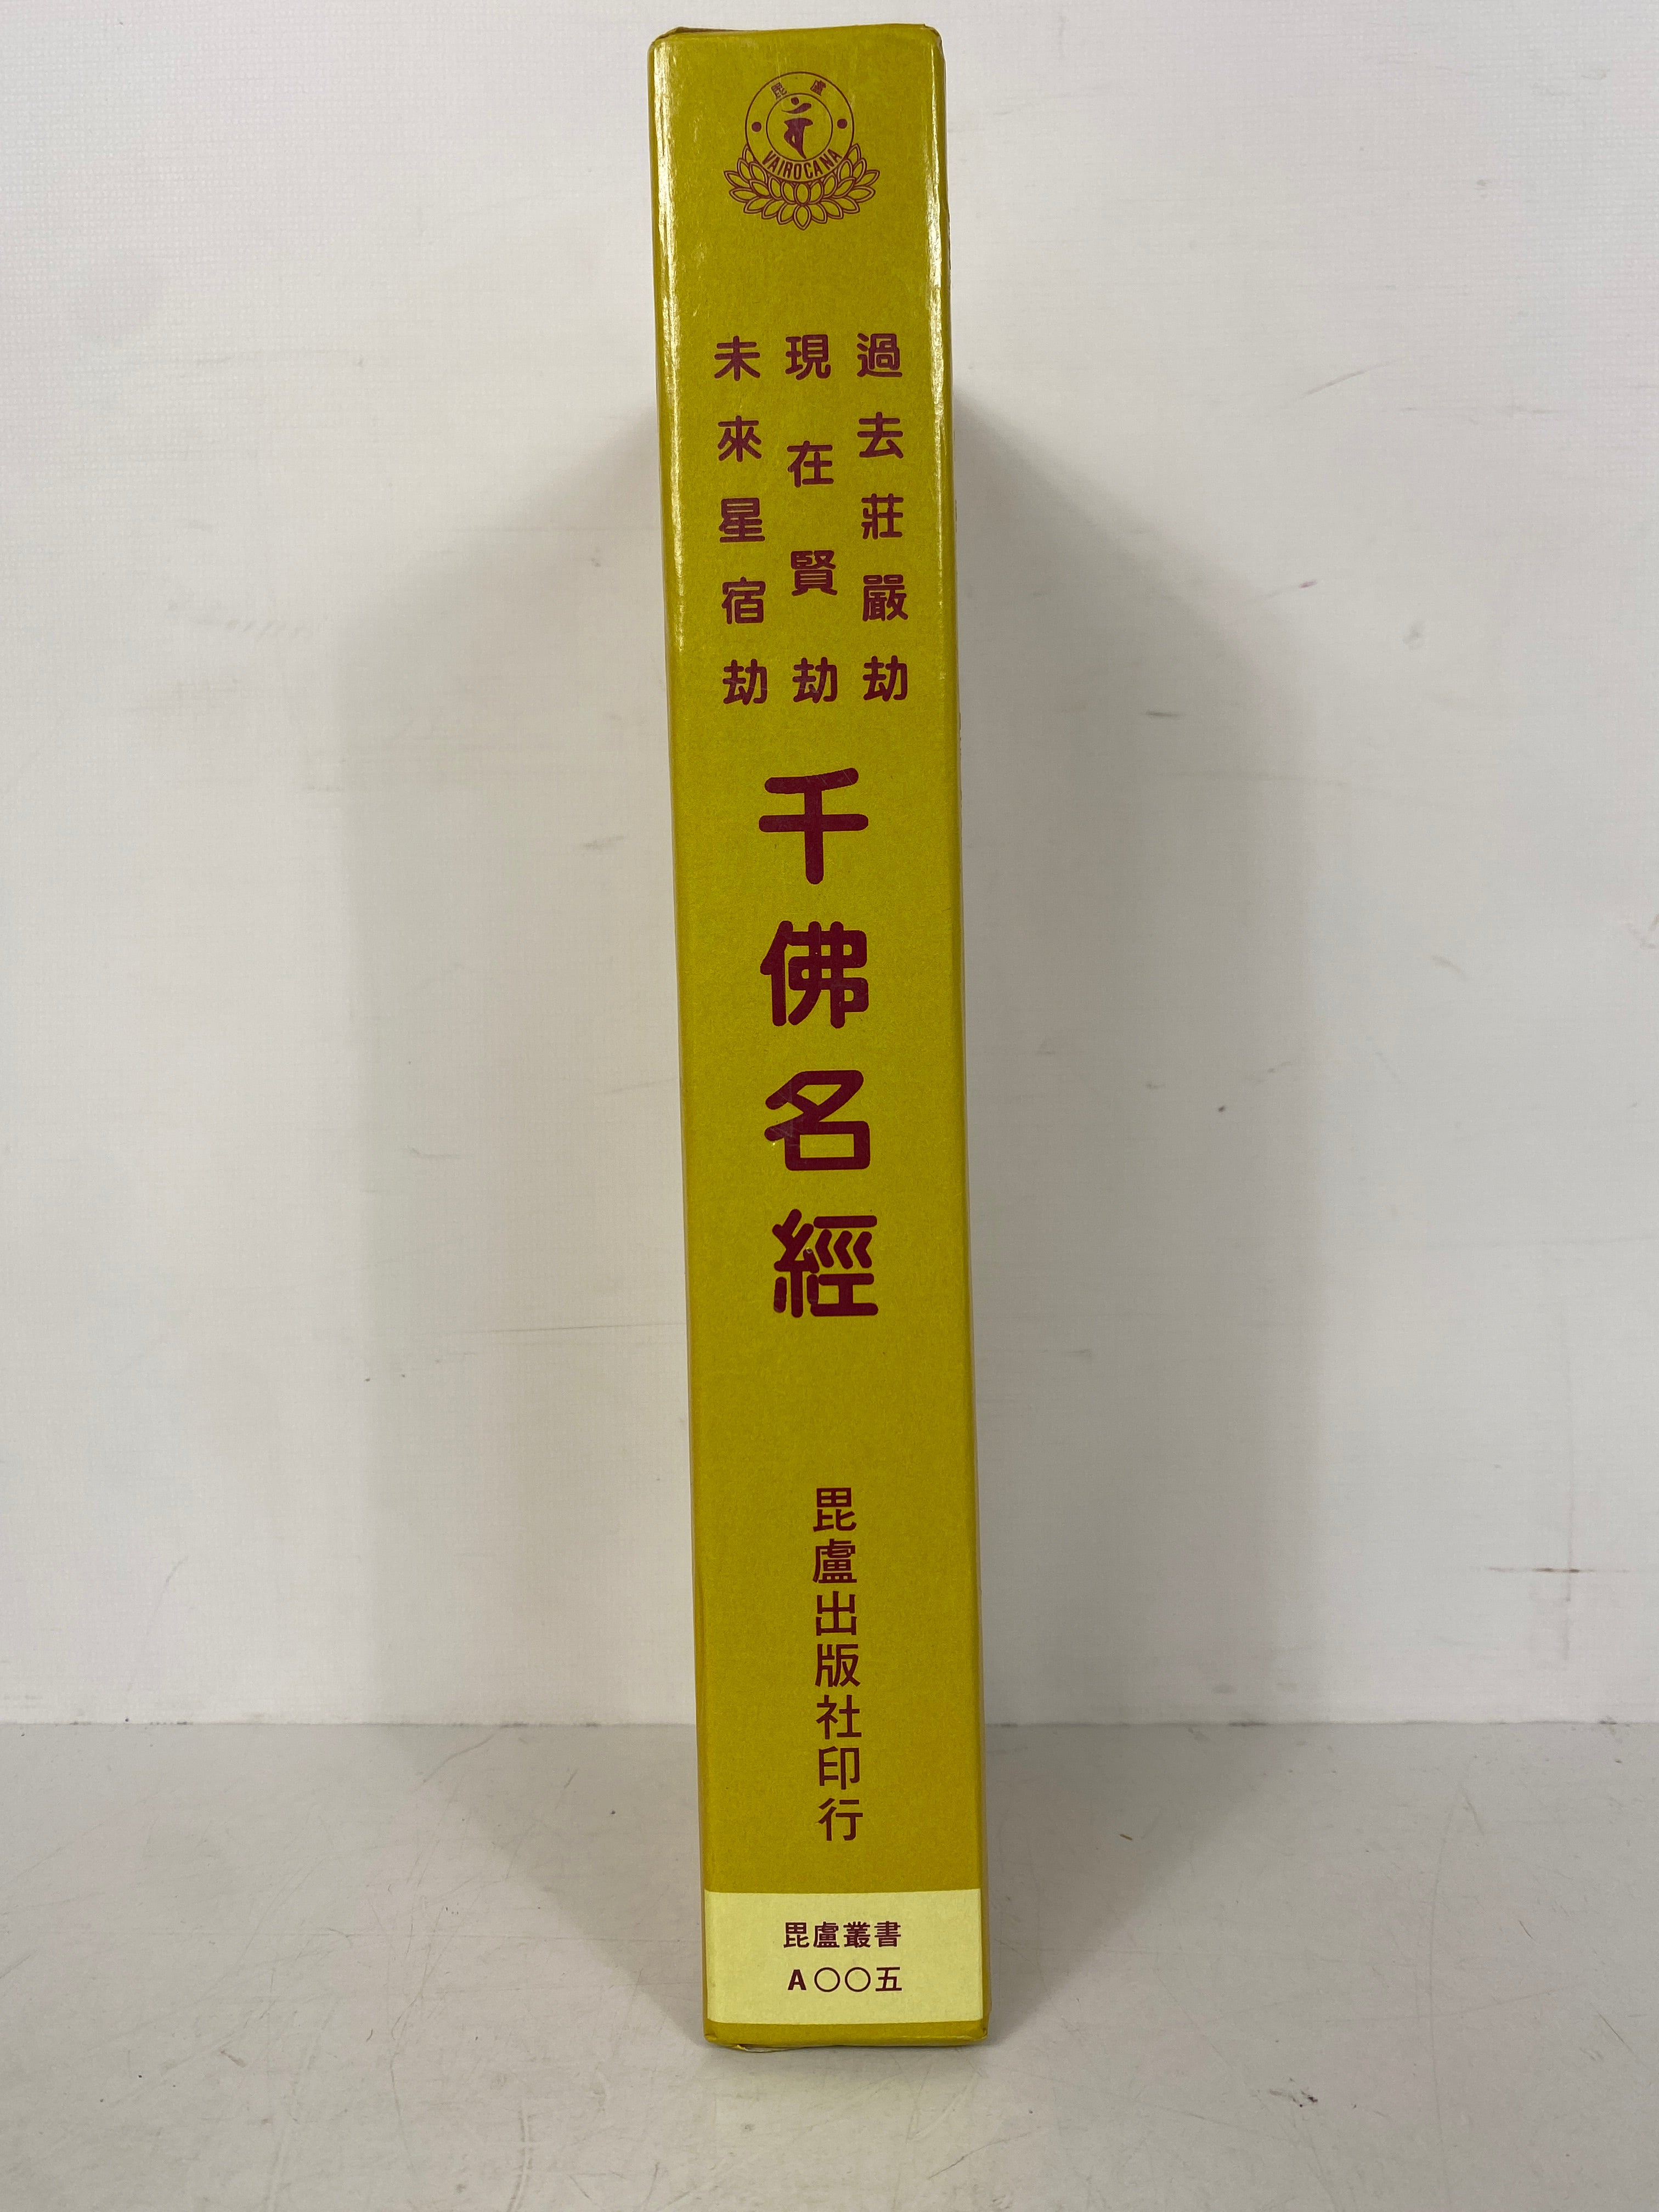 毘盧
VAIROCANA
過去莊嚴劫
現在賢劫
未來星宿劫
千佛名經
毘盧出版社印行
毘盧叢書
A〇〇五